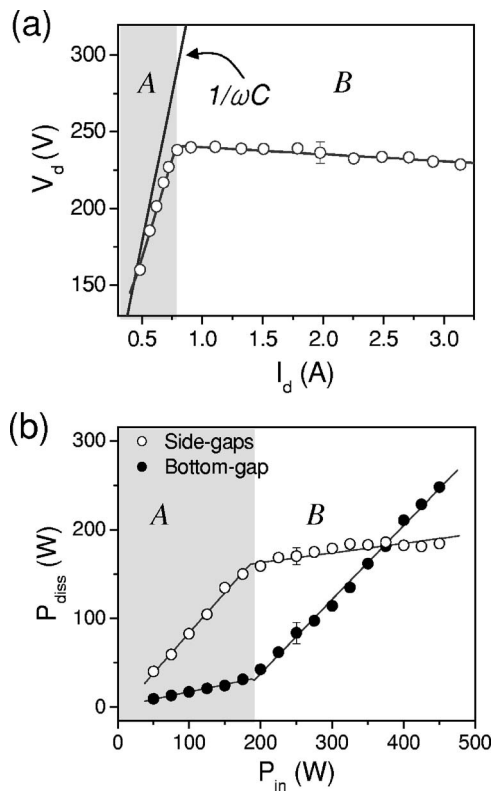 (a)
300
250
200
150
V_d (V)
A
1/ωC
B
0.5 1.0 1.5 2.0 2.5 3.0
I_d (A)
(b)
300
200
100
0
P_diss (W)
Side-gaps
Bottom-gap
A
B
0 100 200 300 400 500
P_in (W)